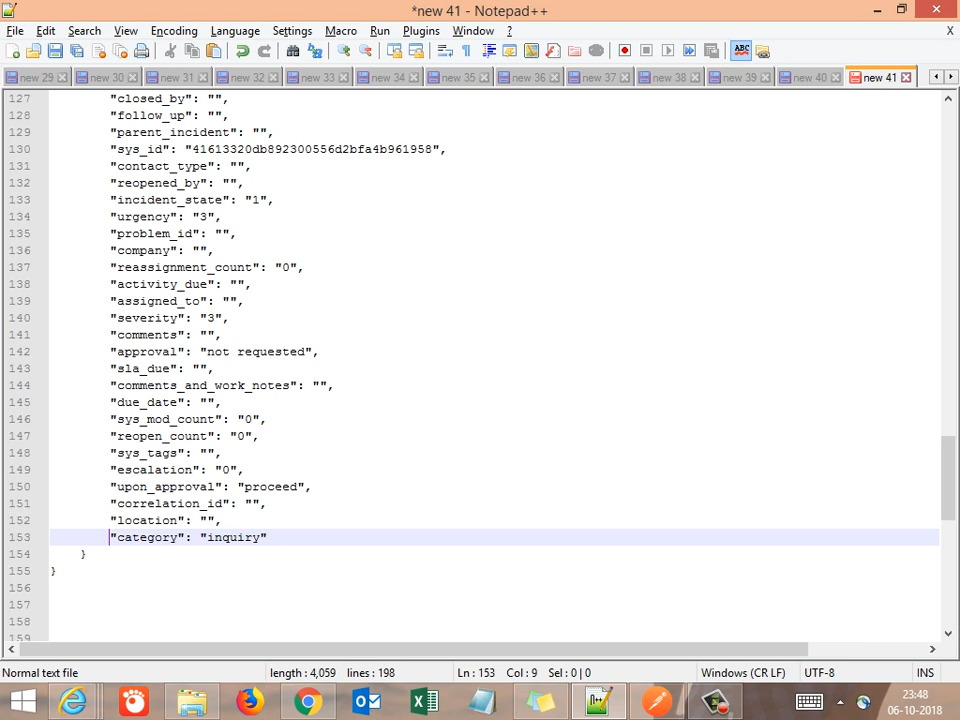 *new 41 - Notepad++
File Edit Search View Encoding Language Settings Macro Run Plugins Window ? X
new 29 new 30 new 31 new 32 new 33 new 34 new 35 new 36 new 37 new 38 new 39 new 40 new 41
127 "closed_by": "",
128 "follow_up": "",
129 "parent_incident": "",
130 "sys_id": "41613320db892300556d2bfa4b961958",
131 "contact_type": "",
132 "reopened_by": "",
133 "incident_state": "1",
134 "urgency": "3",
135 "problem_id": "",
136 "company": "",
137 "reassignment_count": "0",
138 "activity_due": "",
139 "assigned_to": "",
140 "severity": "3",
141 "comments": "",
142 "approval": "not requested",
143 "sla_due": "",
144 "comments_and_work_notes": "",
145 "due_date": "",
146 "sys_mod_count": "0",
147 "reopen_count": "0",
148 "sys_tags": "",
149 "escalation": "0",
150 "upon_approval": "proceed",
151 "correlation_id": "",
152 "location": "",
153 "category": "inquiry"
154 }
155 }
156
157
158
159
Normal text file length : 4,059 lines : 198 Ln : 153 Col : 9 Sel : 0 | 0 Windows (CR LF) UTF-8 INS
23:48
06-10-2018